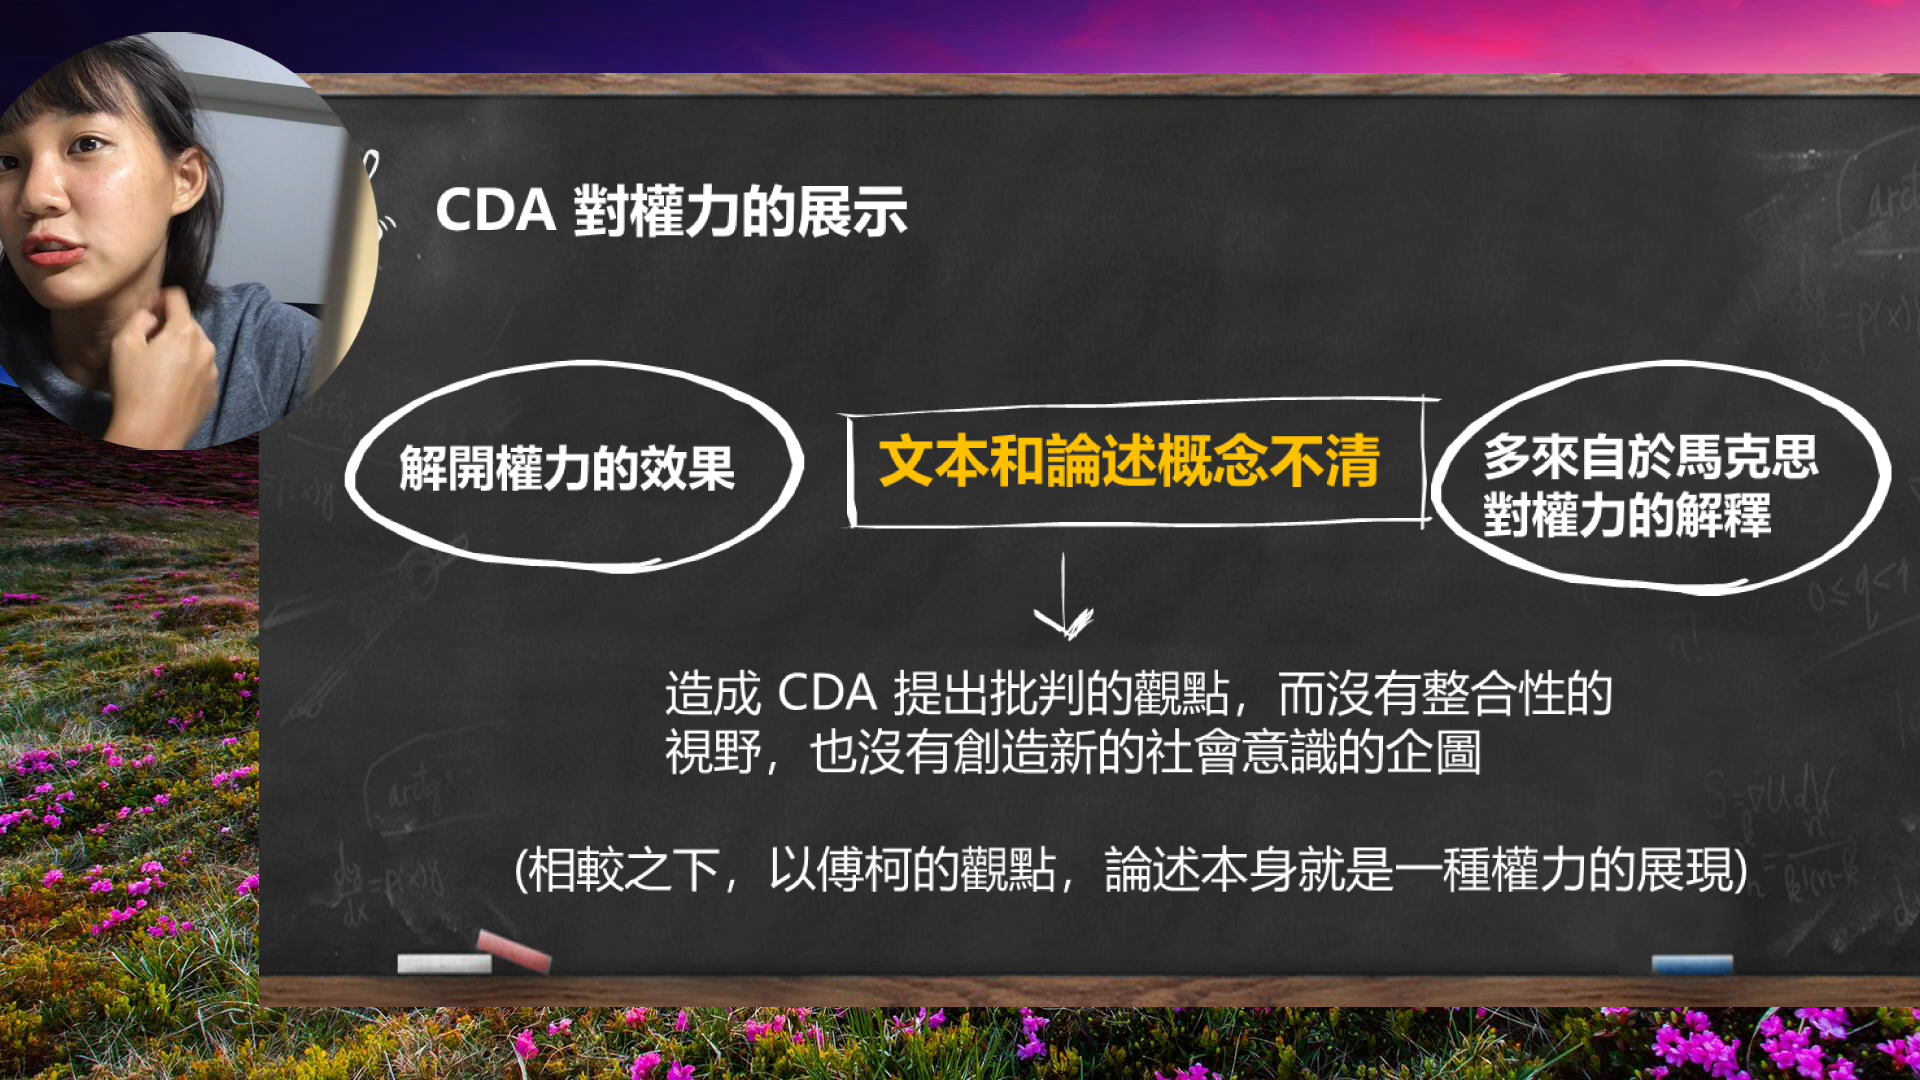 CDA 對權力的展示
解開權力的效果
文本和論述概念不清
多來自於馬克思
對權力的解釋
造成 CDA 提出批判的觀點，而沒有整合性的
視野，也沒有創造新的社會意識的企圖
(相較之下，以傅柯的觀點，論述本身就是一種權力的展現)